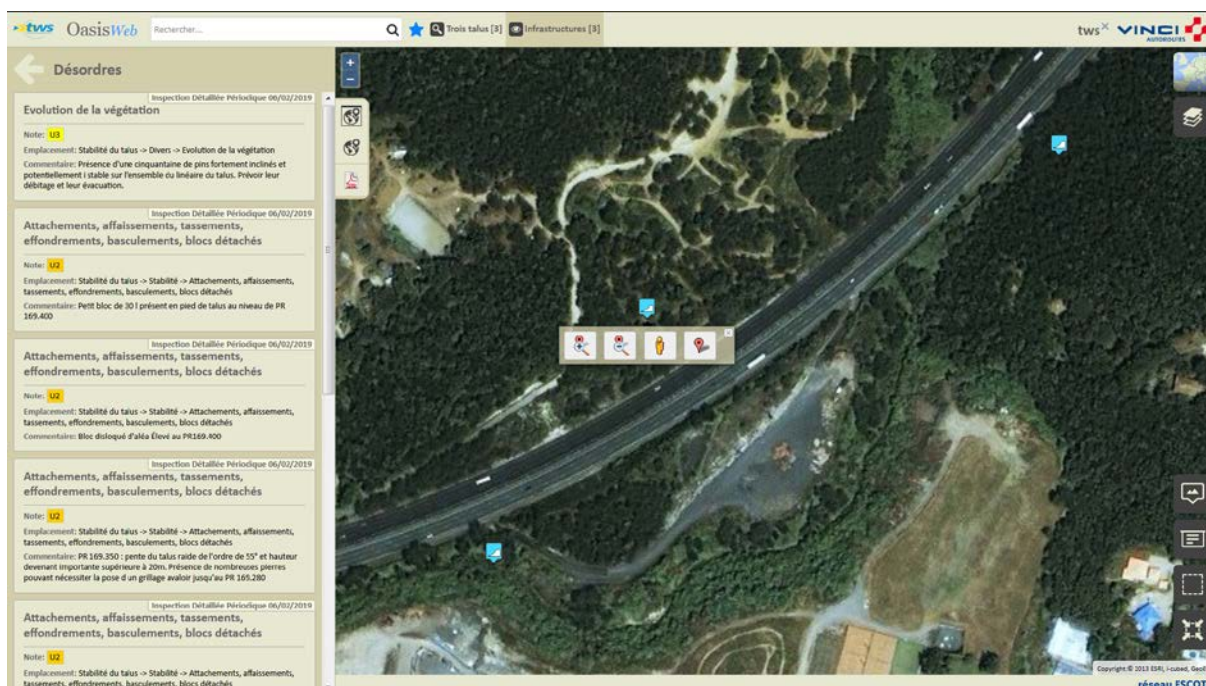 tws OasisWeb Rechercher... Trois talus [3] Infrastructures [3] tws VINCI
AUTOROUTES
Désordres
Inspection Détaillée Périodique 06/02/2019
Evolution de la végétation
Note: U3
Emplacement: Stabilité du talus -> Divers -> Evolution de la végétation
Commentaire: Présence d'une cinquantaine de pins fortement inclinés et
potentiellement i stable sur l'ensemble du linéaire du talus. Prévoir leur
débitage et leur évacuation.
Inspection Détaillée Périodique 06/02/2019
Attachements, affaissements, tassements,
effondrements, basculements, blocs détachés
Note: U2
Emplacement: Stabilité du talus -> Stabilité -> Attachements, affaissements,
tassements, effondrements, basculements, blocs détachés
Commentaire: Petit bloc de 30 l présent en pied de talus au niveau de PR
169.400
Attachements, affaissements, tassements,
effondrements, basculements, blocs détachés
Note: U2
Emplacement: Stabilité du talus -> Stabilité -> Attachements, affaissements,
tassements, effondrements, basculements, blocs détachés
Commentaire: Bloc disloqué d'aléa Élevé au PR169.400
Inspection Détaillée Périodique 06/02/2019
Attachements, affaissements, tassements,
effondrements, basculements, blocs détachés
Note: U2
Emplacement: Stabilité du talus -> Stabilité -> Attachements, affaissements,
tassements, effondrements, basculements, blocs détachés
Commentaire: PR 169.350 : pente du talus raide de l'ordre de 55° et hauteur
devenant importante supérieure à 20m. Présence de nombreuses pierres
pouvant nécessiter la pose d un grillage avaloir jusqu'au PR 165.280
Inspection Détaillée Périodique 06/02/2019
Attachements, affaissements, tassements,
effondrements, basculements, blocs détachés
Note: U2
Emplacement: Stabilité du talus -> Stabilité -> Attachements, affaissements,
tassements, effondrements, basculements, blocs détachés
Copyright:© 2013 ESRI, i-cubed, GeoE
réseau ESCOT